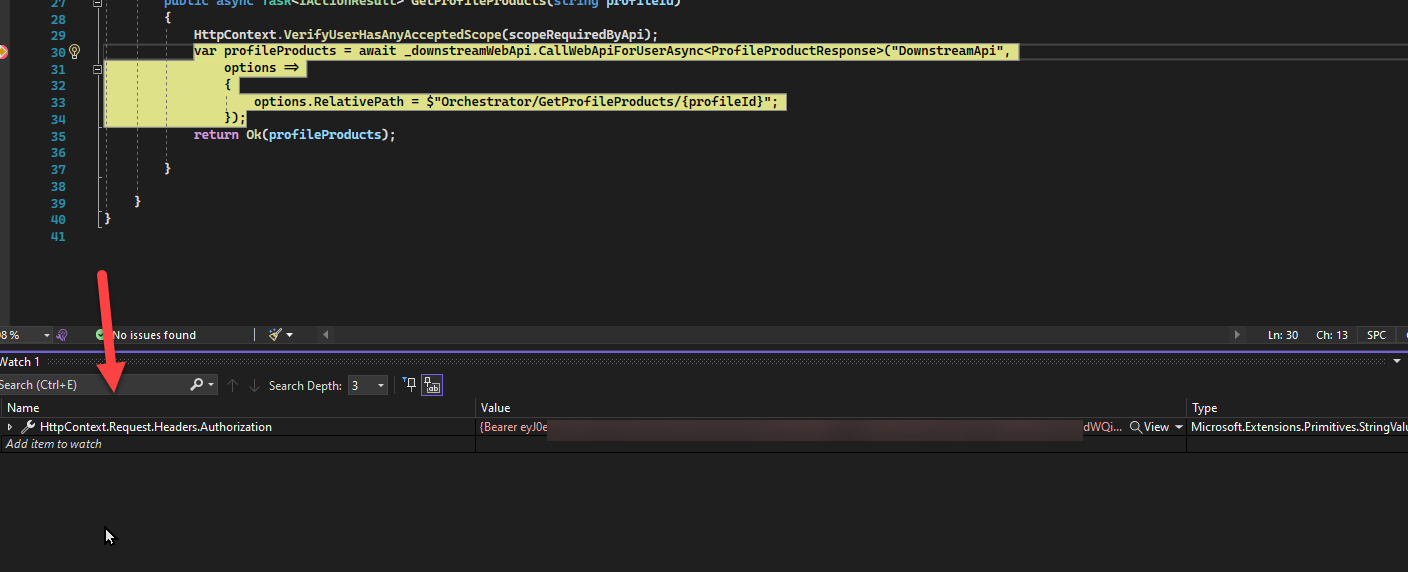 27 public async Task<IActionResult> GetProfileProducts(string profileId)
28 {
29 HttpContext.VerifyUserHasAnyAcceptedScope(scopeRequiredByApi);
30 var profileProducts = await _downstreamWebApi.CallWebApiForUserAsync<ProfileProductResponse>("DownstreamApi",
31 options =>
32 {
33 options.RelativePath = $"Orchestrator/GetProfileProducts/{profileId}";
34 });
35 return Ok(profileProducts);
36
37 }
38
39 }
40 }
41
8 % No issues found Ln: 30 Ch: 13 SPC
Watch 1
Search (Ctrl+E) Search Depth: 3
Name Value Type
HttpContext.Request.Headers.Authorization {Bearer eyJ0e dWQi... View Microsoft.Extensions.Primitives.StringValu
Add item to watch